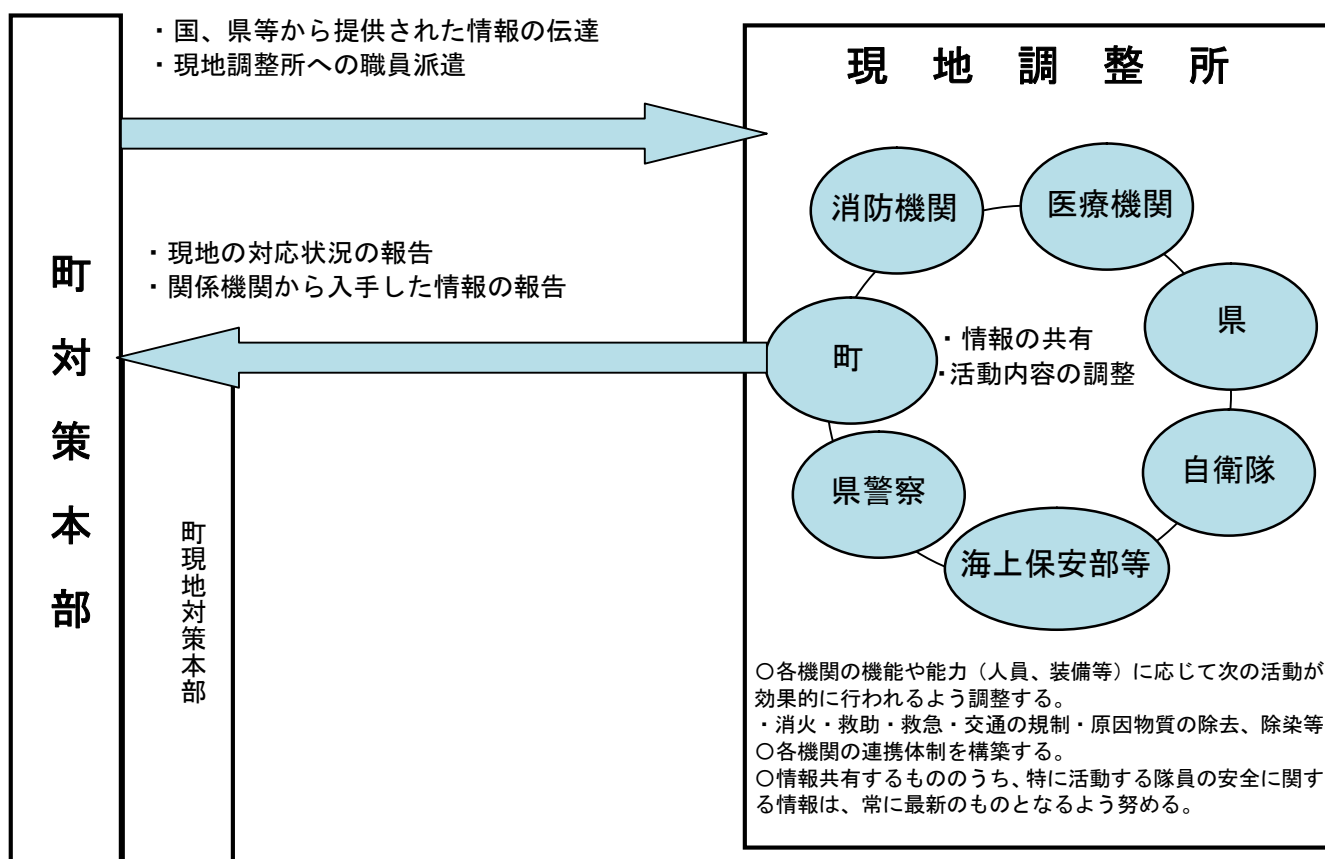 ・国、県等から提供された情報の伝達
・現地調整所への職員派遣
町対策本部
・現地の対応状況の報告
・関係機関から入手した情報の報告
町現地対策本部
現地調整所
消防機関
医療機関
県
町
・情報の共有
・活動内容の調整
自衛隊
県警察
海上保安部等
○各機関の機能や能力（人員、装備等）に応じて次の活動が
効果的に行われるよう調整する。
・消火・救助・救急・交通の規制・原因物質の除去、除染等
○各機関の連携体制を構築する。
○情報共有するもののうち、特に活動する隊員の安全に関す
る情報は、常に最新のものとなるよう努める。